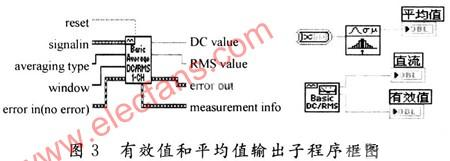 reset
signalin
averaging type
window
error in(no error)
Basic
Average
DC/RMS
1-CH
DC value
RMS value
error out
measurement info
σ μ
平均值
DBL
直流
DBL
Basic
DC/RMS
有效值
DBL
www.elecfans.com
图 3 有效值和平均值输出子程序框图